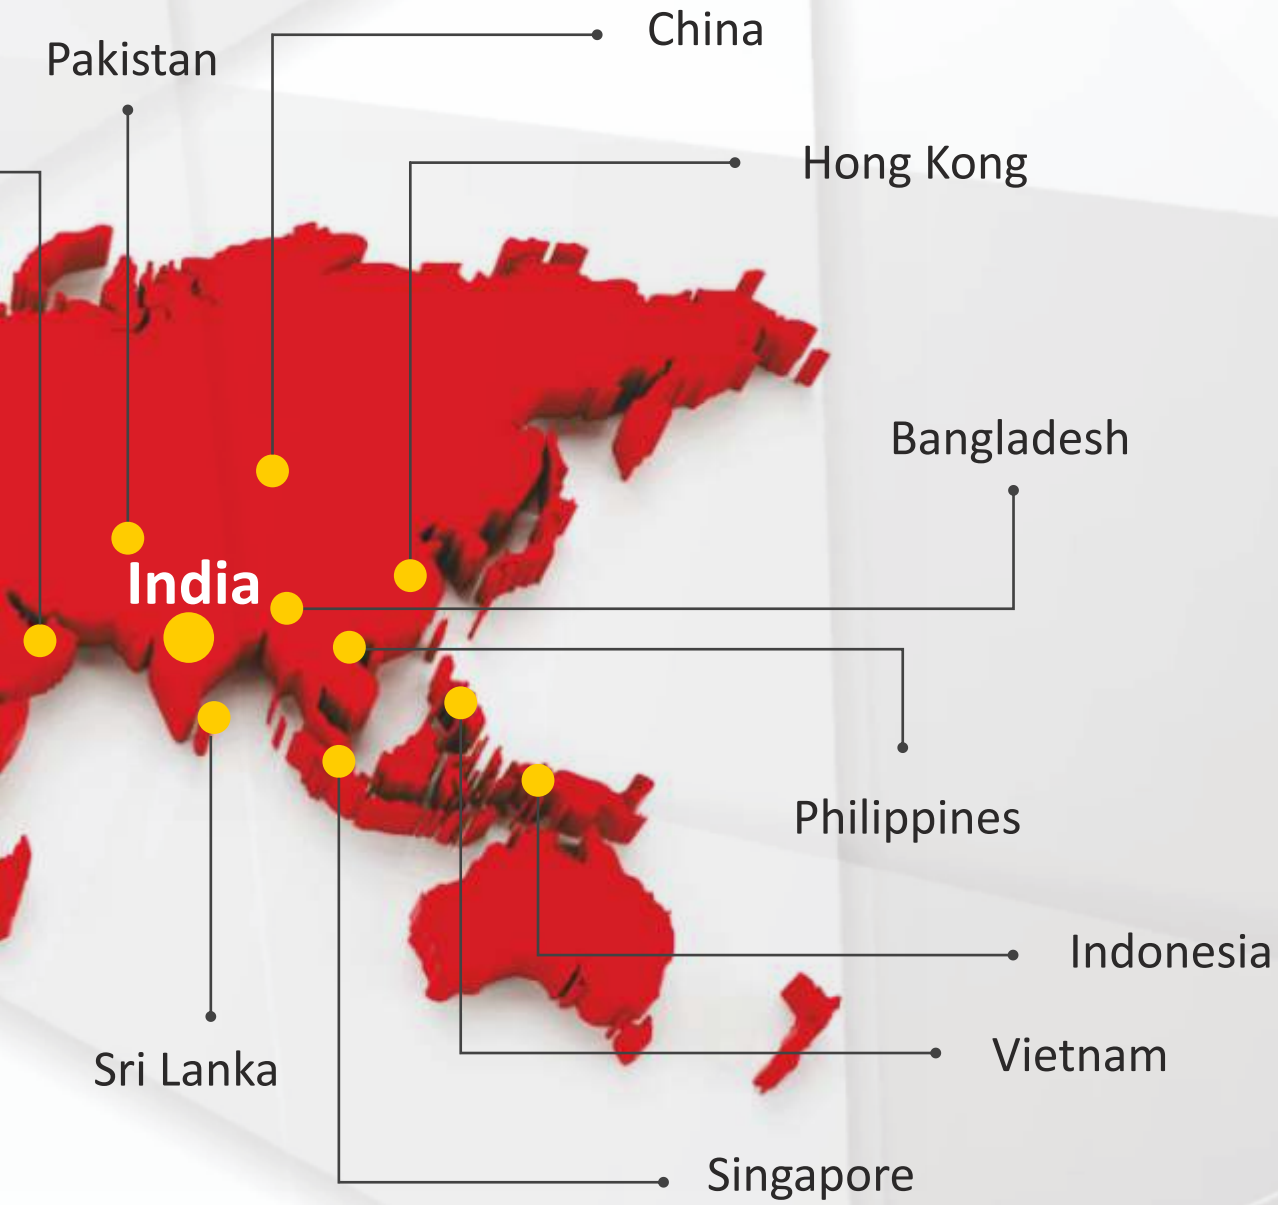 China
Pakistan
Hong Kong
Bangladesh
India
Philippines
Indonesia
Vietnam
Sri Lanka
Singapore